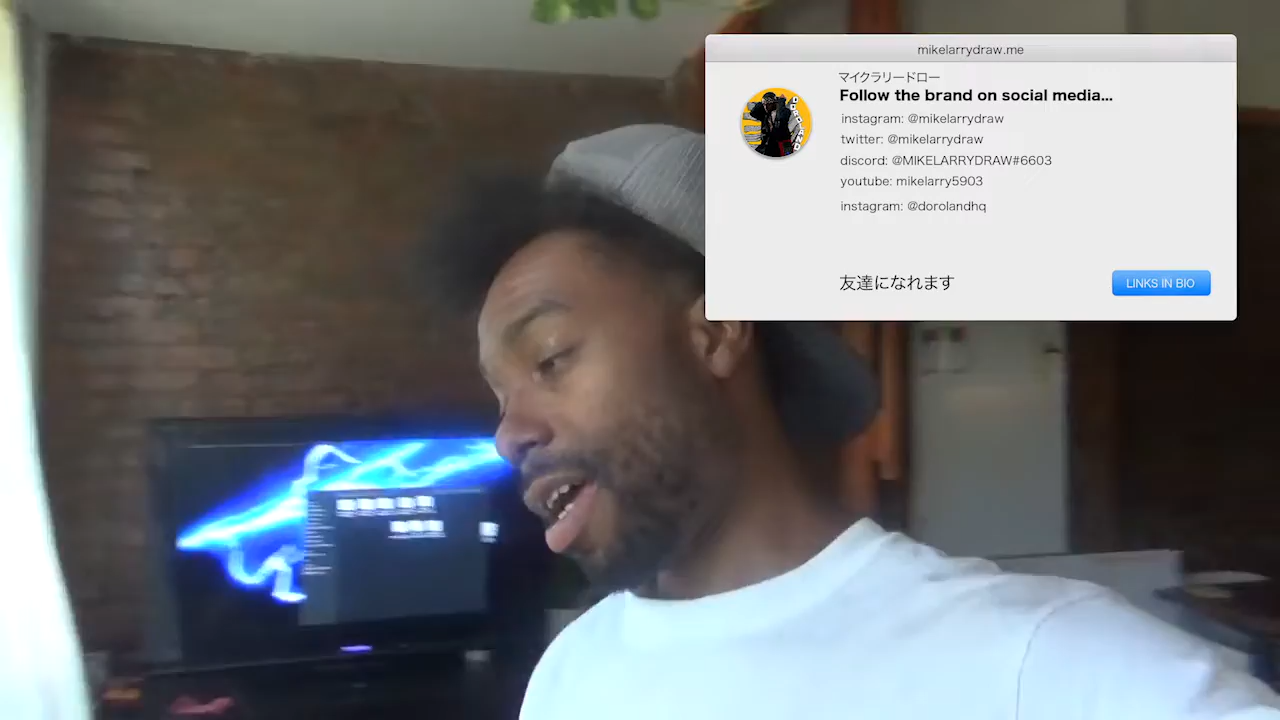 mikelarrydraw.me
マイクラリードロー
Follow the brand on social media...
instagram: @mikelarrydraw
twitter: @mikelarrydraw
discord: @MIKELARRYDRAW#6603
youtube: mikelarry5903
instagram: @dorolandhq
友達になれます
LINKS IN BIO